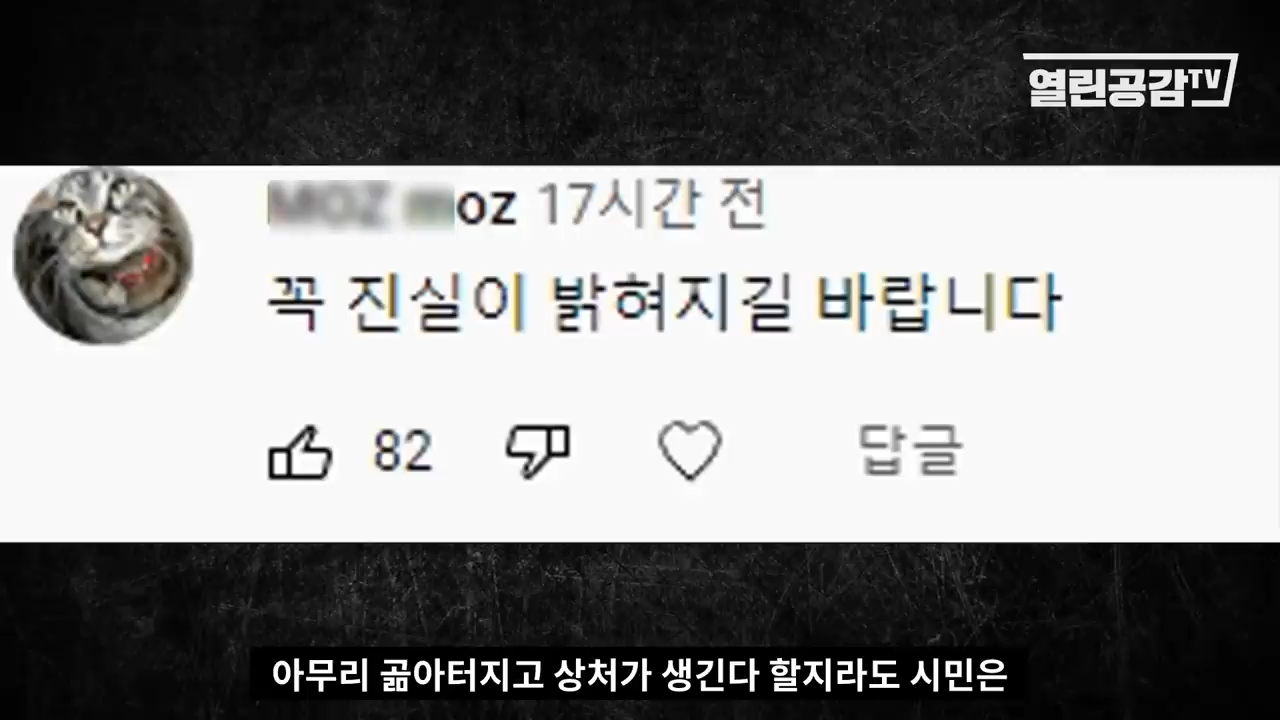 열린공감TV
oz 17시간 전
꼭 진실이 밝혀지길 바랍니다
82 답글
아무리 곪아터지고 상처가 생긴다 할지라도 시민은